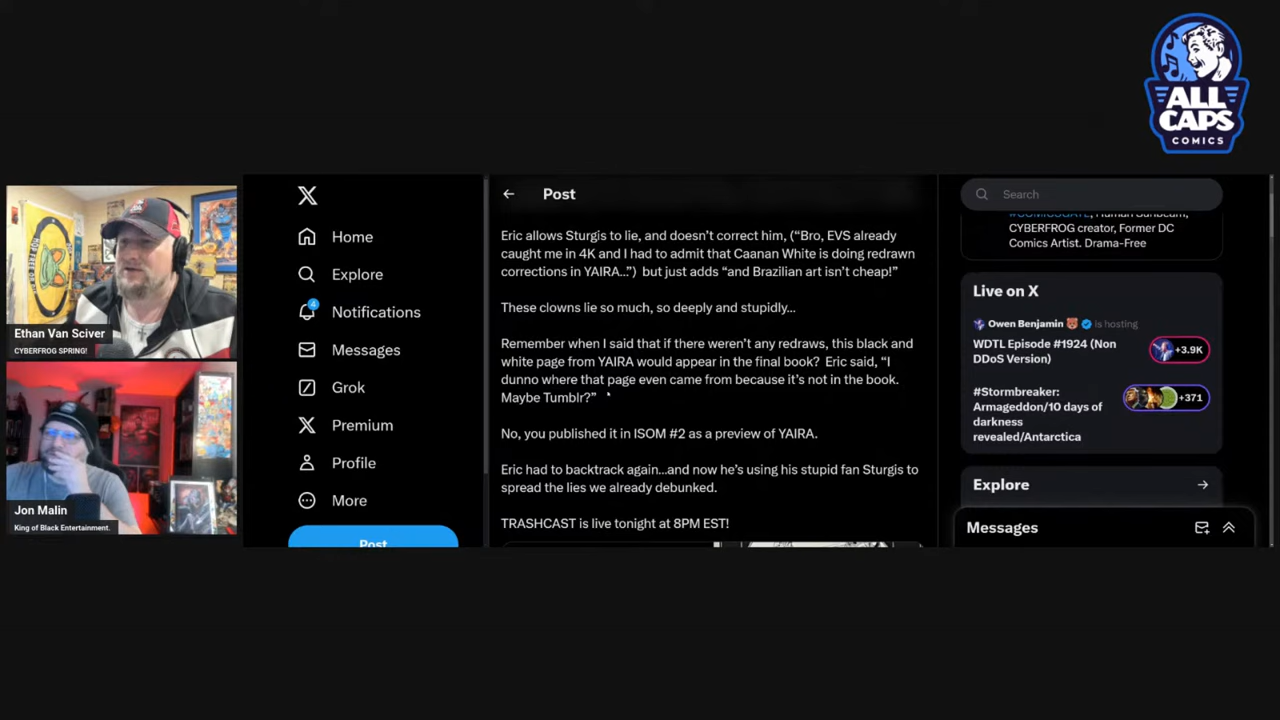 ALL
CAPS
COMICS
Ethan Van Sciver
CYBERFROG SPRING!
Jon Malin
King of Black Entertainment.
Home
Explore
4
Notifications
Messages
Grok
Premium
Profile
More
Post
Post
Eric allows Sturgis to lie, and doesn't correct him, ("Bro, EVS already
caught me in 4K and I had to admit that Caanan White is doing redrawn
corrections in YAIRA…") but just adds "and Brazilian art isn't cheap!"
These clowns lie so much, so deeply and stupidly…
Remember when I said that if there weren't any redraws, this black and
white page from YAIRA would appear in the final book? Eric said, "I
dunno where that page even came from because it's not in the book.
Maybe Tumblr?"
No, you published it in ISOM #2 as a preview of YAIRA.
Eric had to backtrack again…and now he's using his stupid fan Sturgis to
spread the lies we already debunked.
TRASHCAST is live tonight at 8PM EST!
Search
#COMICSGATE, Human Sunbeam,
CYBERFROG creator, Former DC
Comics Artist. Drama-Free
Live on X
Owen Benjamin is hosting
WDTL Episode #1924 (Non
DDoS Version)
+3.9K
#Stormbreaker:
Armageddon/10 days of
darkness
revealed/Antarctica
+371
Explore
Messages